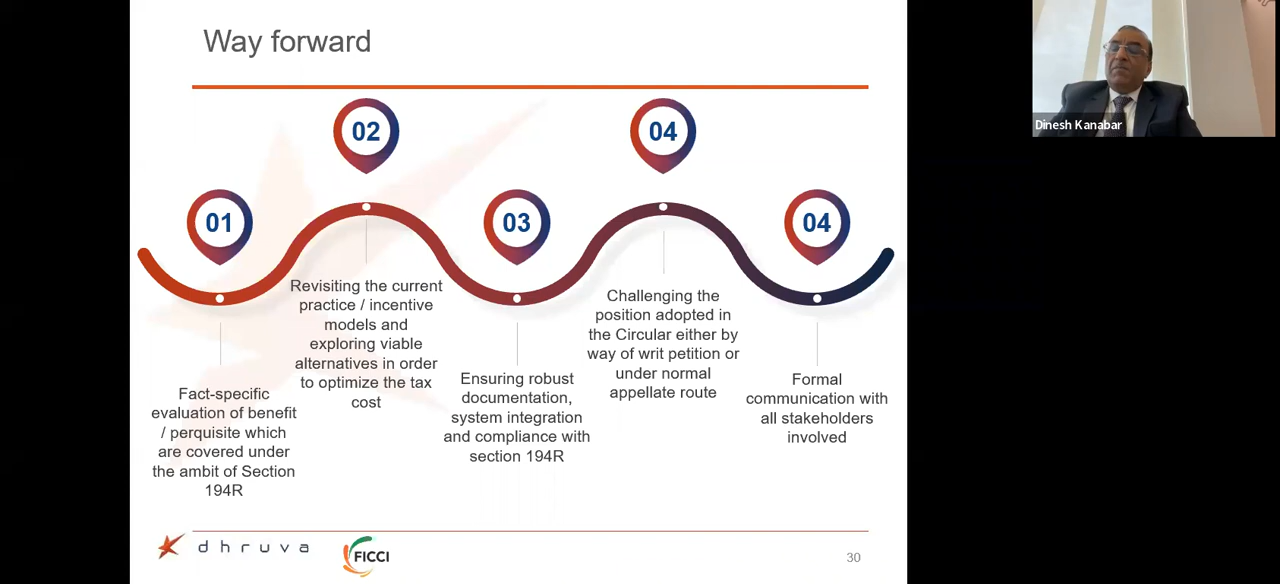 Way forward
01
Fact-specific
evaluation of benefit
/ perquisite which
are covered under
the ambit of Section
194R
02
Revisiting the current
practice / incentive
models and
exploring viable
alternatives in order
to optimize the tax
cost
03
Ensuring robust
documentation,
system integration
and compliance with
section 194R
04
Challenging the
position adopted in
the Circular either by
way of writ petition or
under normal
appellate route
04
Formal
communication with
all stakeholders
involved
dhruva
FICCI
30
Dinesh Kanabar